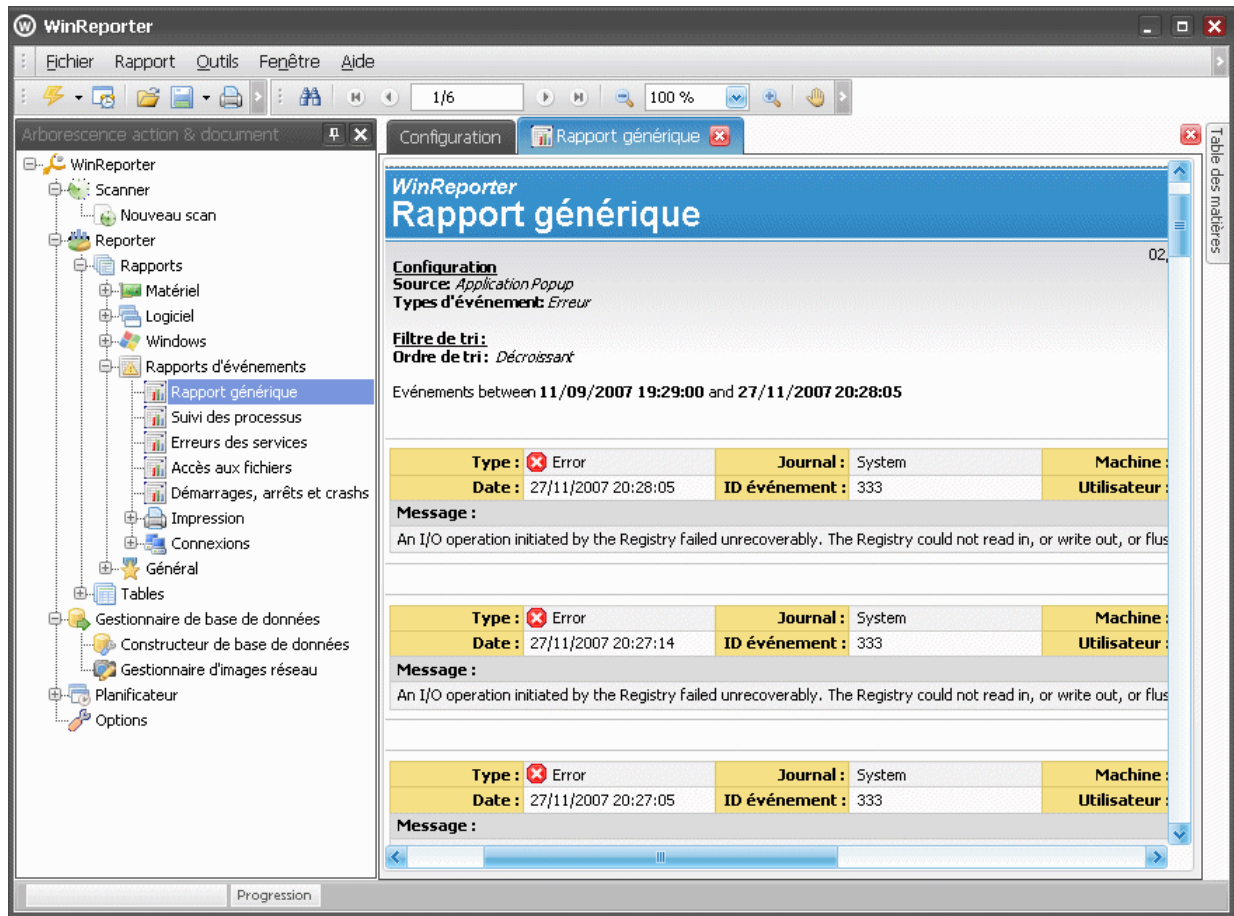 WinReporter
Fichier Rapport Outils Fenêtre Aide
1/6 100 %
Arborescence action & document
WinReporter
Scanner
Nouveau scan
Reporter
Rapports
Matériel
Logiciel
Windows
Rapports d'événements
Rapport générique
Suivi des processus
Erreurs des services
Accès aux fichiers
Démarrages, arrêts et crashs
Impression
Connexions
Général
Tables
Gestionnaire de base de données
Constructeur de base de données
Gestionnaire d'images réseau
Planificateur
Options
Configuration Rapport générique
Table des matières
WinReporter
Rapport générique
02,
Configuration
Source: Application Popup
Types d'événement: Erreur
Filtre de tri :
Ordre de tri : Décroissant
Evénements between 11/09/2007 19:29:00 and 27/11/2007 20:28:05
Type : Error Journal : System Machine :
Date : 27/11/2007 20:28:05 ID événement : 333 Utilisateur :
Message :
An I/O operation initiated by the Registry failed unrecoverably. The Registry could not read in, or write out, or flus
Type : Error Journal : System Machine :
Date : 27/11/2007 20:27:14 ID événement : 333 Utilisateur :
Message :
An I/O operation initiated by the Registry failed unrecoverably. The Registry could not read in, or write out, or flus
Type : Error Journal : System Machine :
Date : 27/11/2007 20:27:05 ID événement : 333 Utilisateur :
Message :
Progression